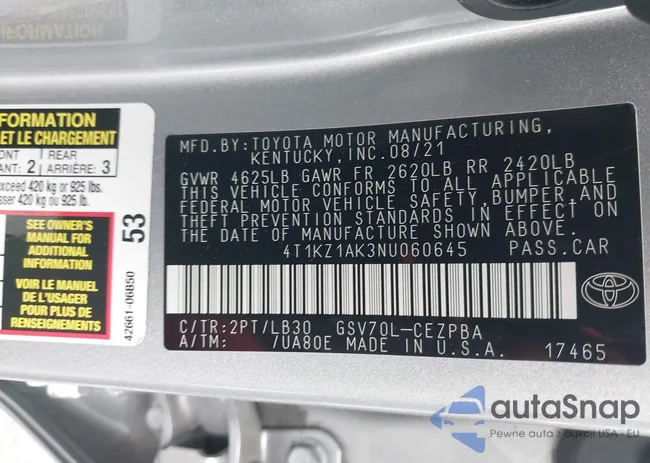 INFORMATION
FORMATION
ET LE CHARGEMENT
ONT
REAR
ANT: 2
ARRIÈRE: 3
exceed 420 kg or 925 lbs.
sser 420 kg ou 925 lb.
SEE OWNER'S
MANUAL FOR
ADDITIONAL
INFORMATION
VOIR LE MANUEL
DE L'USAGER
POUR PLUS DE
RENSEIGNEMENTS
53
42661-06B50
MFD.BY:TOYOTA MOTOR MANUFACTURING,
KENTUCKY,INC.08/21
GVWR 4625LB GAWR FR 2620LB RR 2420LB
THIS VEHICLE CONFORMS TO ALL APPLICABLE
FEDERAL MOTOR VEHICLE SAFETY,BUMPER,AND
THEFT PREVENTION STANDARDS IN EFFECT ON
THE DATE OF MANUFACTURE SHOWN ABOVE.
4T1KZ1AK3NU060645 PASS.CAR
C/TR:2PT/LB30 GSV70L-CEZPBA
A/TM: /UA80E MADE IN U.S.A. 17465
TOYOTA
autaSnap
Pewne auta z aukcji USA i EU